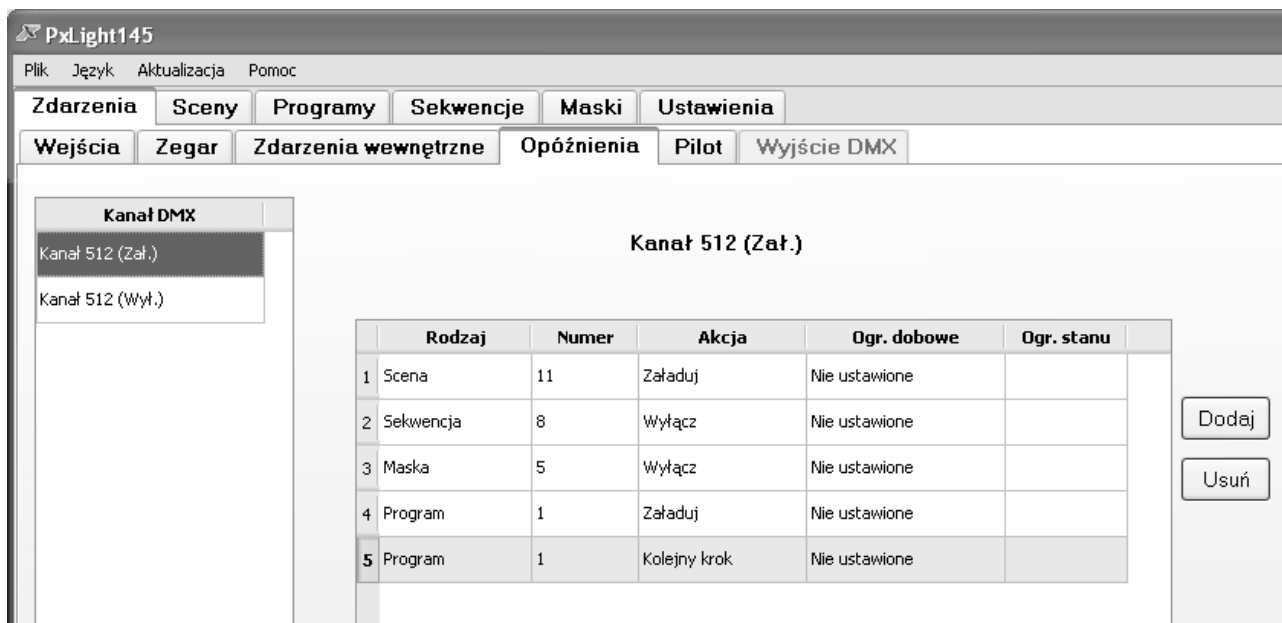 PxLight145
Plik Język Aktualizacja Pomoc
Zdarzenia Sceny Programy Sekwencje Maski Ustawienia
Wejścia Zegar Zdarzenia wewnętrzne Opóźnienia Pilot Wyjście DMX
Kanał DMX
Kanał 512 (Zał.)
Kanał 512 (Wył.)
Kanał 512 (Zał.)
Rodzaj Numer Akcja Ogr. dobowe Ogr. stanu
1 Scena 11 Załaduj Nie ustawione
2 Sekwencja 8 Wyłącz Nie ustawione
3 Maska 5 Wyłącz Nie ustawione
4 Program 1 Załaduj Nie ustawione
5 Program 1 Kolejny krok Nie ustawione
Dodaj
Usuń